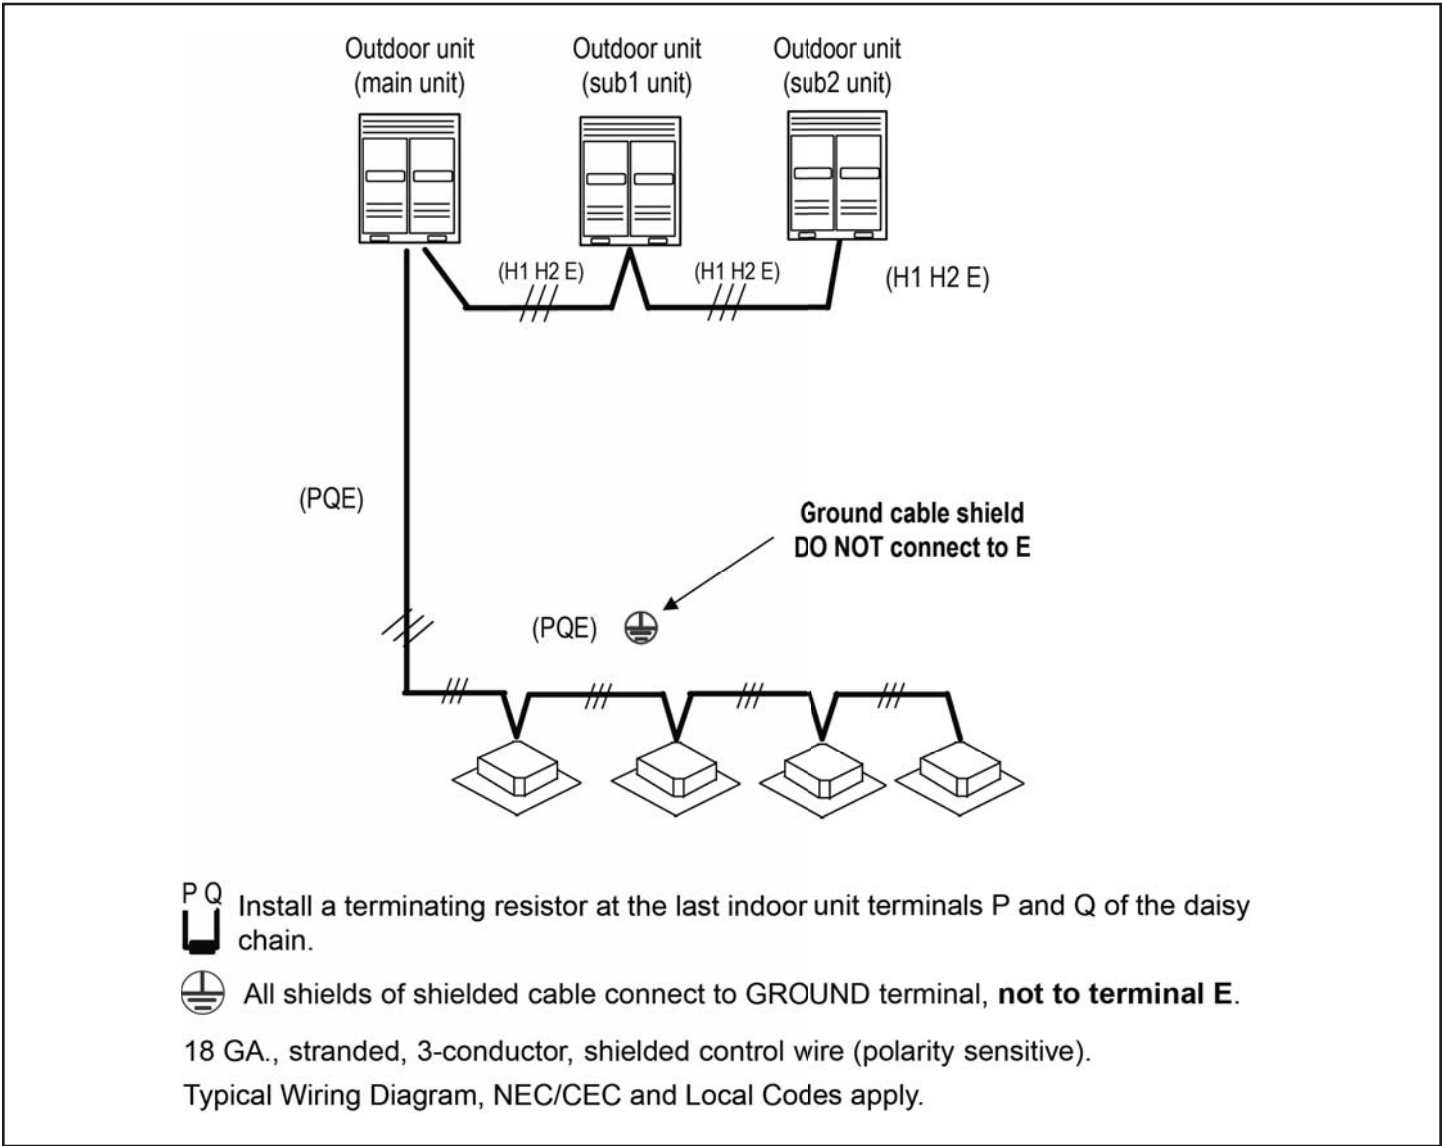 Outdoor unit
(main unit)
Outdoor unit
(sub1 unit)
Outdoor unit
(sub2 unit)
(H1 H2 E)
(H1 H2 E)
(H1 H2 E)
(PQE)
Ground cable shield
DO NOT connect to E
(PQE)
P Q
Install a terminating resistor at the last indoor unit terminals P and Q of the daisy
chain.
All shields of shielded cable connect to GROUND terminal, not to terminal E.
18 GA., stranded, 3-conductor, shielded control wire (polarity sensitive).
Typical Wiring Diagram, NEC/CEC and Local Codes apply.